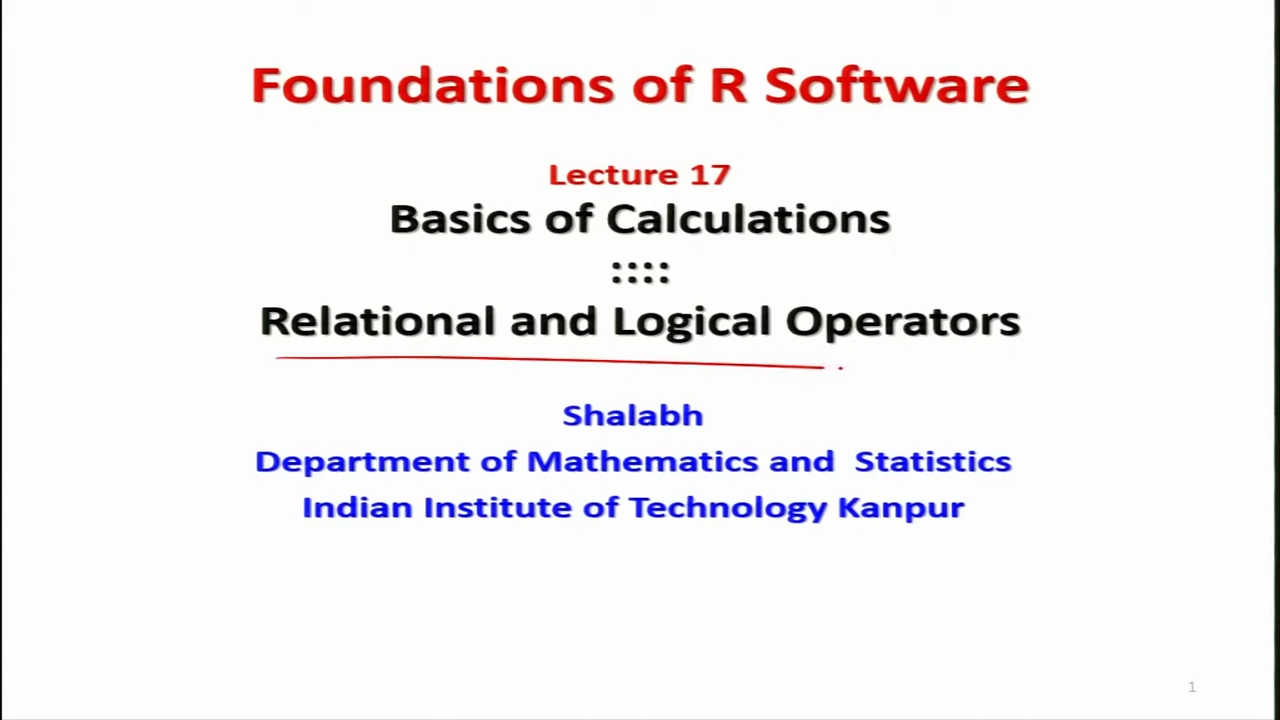 Foundations of R Software
Lecture 17
Basics of Calculations
::::
Relational and Logical Operators
Shalabh
Department of Mathematics and Statistics
Indian Institute of Technology Kanpur
1